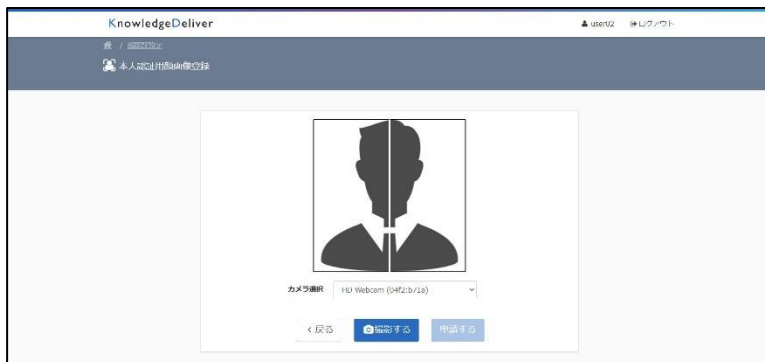 KnowledgeDeliver
user02 ログアウト
/
本人認証用顔画像登録
カメラ選択 HD Webcam (04f2:b71a)
< 戻る 撮影する 申請する